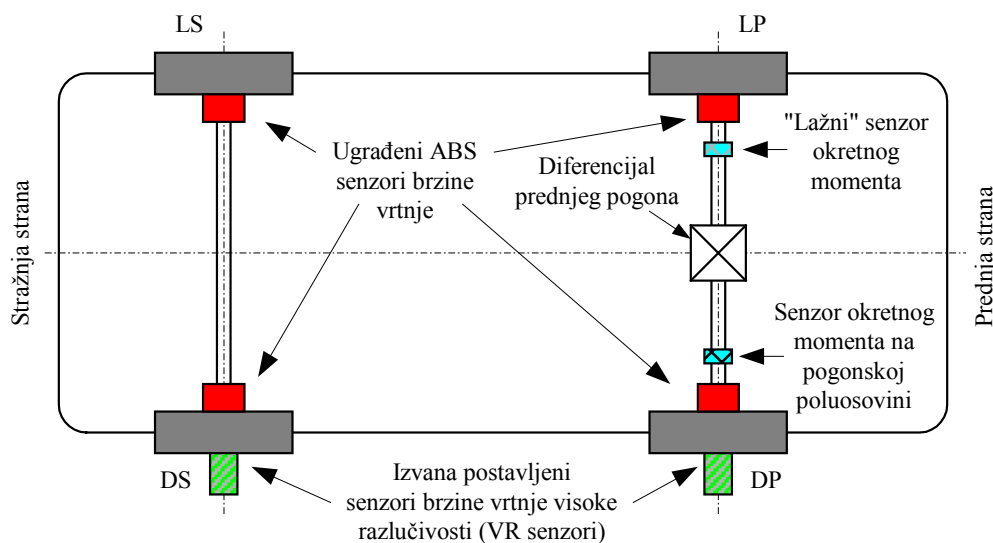 LS
LP
Ugrađeni ABS
senzori brzine
vrtnje
"Lažni" senzor
okretnog
momenta
Diferencijal
prednjeg pogona
Stražnja strana
Prednja strana
Senzor okretnog
momenta na
pogonskoj
poluosovini
DS
Izvana postavljeni
senzori brzine vrtnje visoke
razlučivosti (VR senzori)
DP